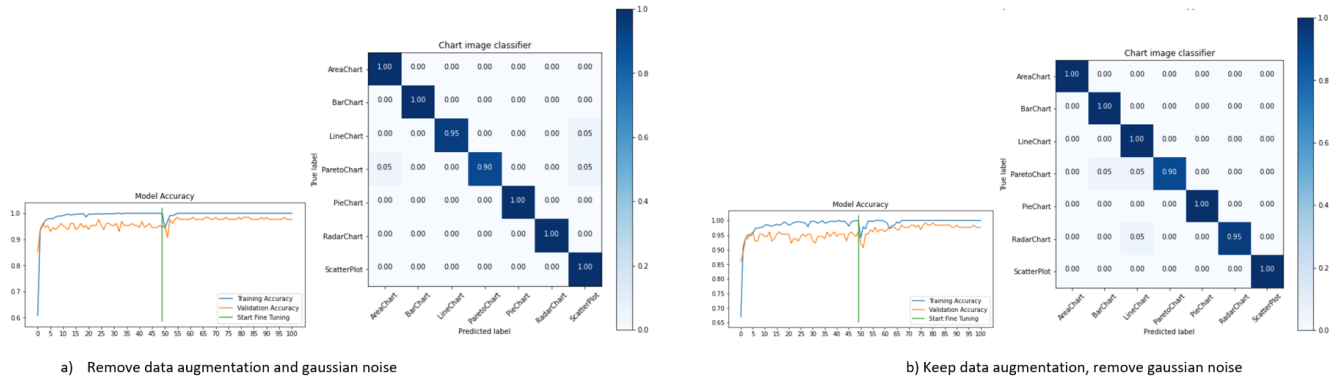 Chart image classifier
1.0
0.8
0.6
0.4
0.2
0.0
True label
AreaChart 1.00 0.00 0.00 0.00 0.00 0.00 0.00
BarChart 0.00 1.00 0.00 0.00 0.00 0.00 0.00
LineChart 0.00 0.00 0.95 0.00 0.00 0.00 0.05
ParetoChart 0.05 0.00 0.00 0.90 0.00 0.00 0.05
PieChart 0.00 0.00 0.00 0.00 1.00 0.00 0.00
RadarChart 0.00 0.00 0.00 0.00 0.00 1.00 0.00
ScatterPlot 0.00 0.00 0.00 0.00 0.00 0.00 1.00
AreaChart BarChart LineChart ParetoChart PieChart RadarChart ScatterPlot
Predicted label
Model Accuracy
1.0
0.9
0.8
0.7
0.6
Training Accuracy
Validation Accuracy
Start Fine Tuning
0 5 10 15 20 25 30 35 40 45 50 55 60 65 70 75 80 85 90 95 100
a) Remove data augmentation and gaussian noise
Chart image classifier
1.0
0.8
0.6
0.4
0.2
0.0
True label
AreaChart 1.00 0.00 0.00 0.00 0.00 0.00 0.00
BarChart 0.00 1.00 0.00 0.00 0.00 0.00 0.00
LineChart 0.00 0.00 1.00 0.00 0.00 0.00 0.00
ParetoChart 0.00 0.05 0.05 0.90 0.00 0.00 0.00
PieChart 0.00 0.00 0.00 0.00 1.00 0.00 0.00
RadarChart 0.00 0.00 0.05 0.00 0.00 0.95 0.00
ScatterPlot 0.00 0.00 0.00 0.00 0.00 0.00 1.00
AreaChart BarChart LineChart ParetoChart PieChart RadarChart ScatterPlot
Predicted label
Model Accuracy
1.00
0.95
0.90
0.85
0.80
0.75
0.70
0.65
Training Accuracy
Validation Accuracy
Start Fine Tuning
0 5 10 15 20 25 30 35 40 45 50 55 60 65 70 75 80 85 90 95 100
b) Keep data augmentation, remove gaussian noise